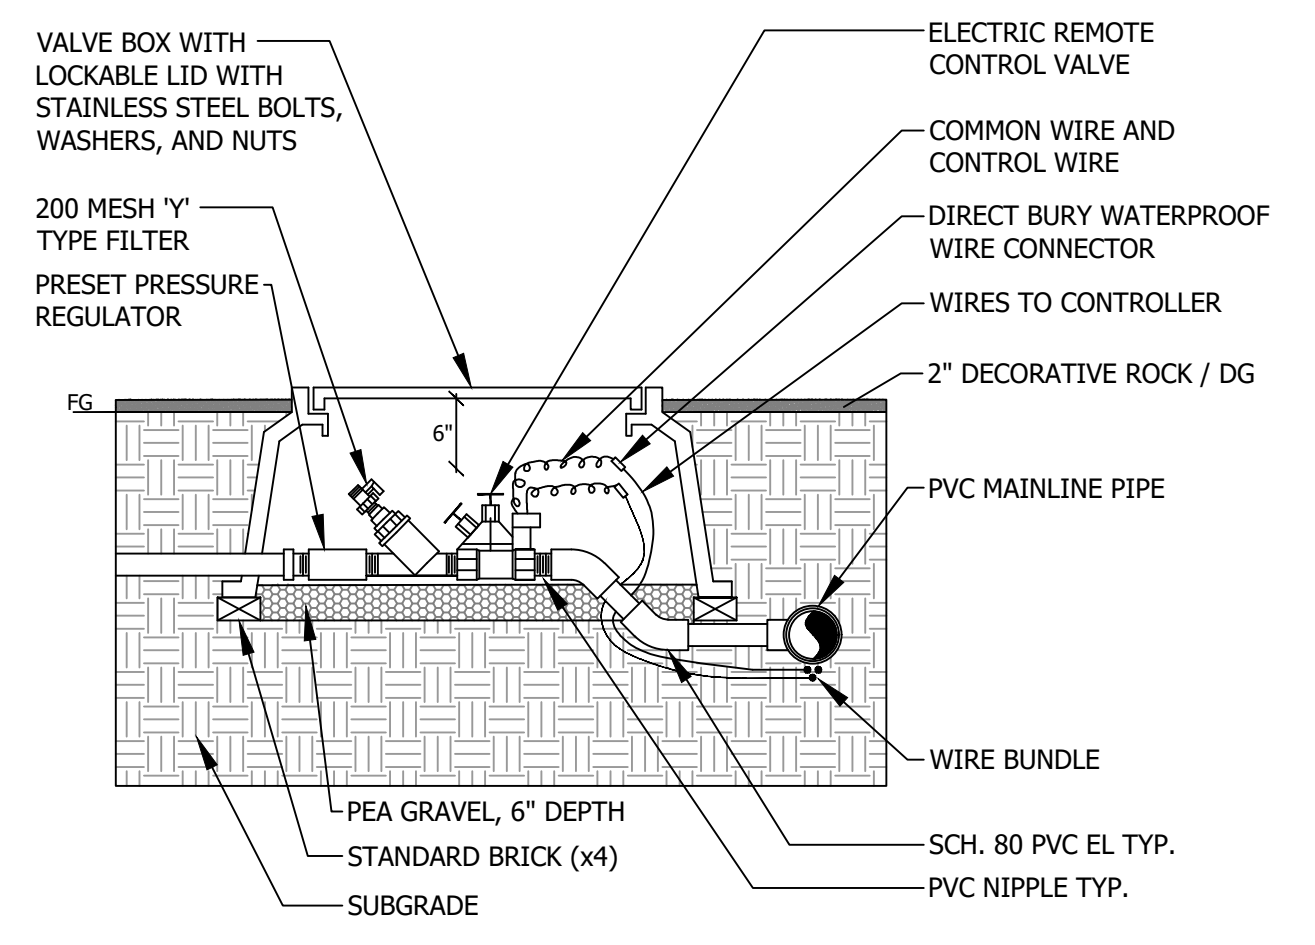 VALVE BOX WITH
LOCKABLE LID WITH
STAINLESS STEEL BOLTS,
WASHERS, AND NUTS
200 MESH 'Y'
TYPE FILTER
PRESET PRESSURE
REGULATOR
FG
6"
ELECTRIC REMOTE
CONTROL VALVE
COMMON WIRE AND
CONTROL WIRE
DIRECT BURY WATERPROOF
WIRE CONNECTOR
WIRES TO CONTROLLER
2" DECORATIVE ROCK / DG
PVC MAINLINE PIPE
WIRE BUNDLE
SCH. 80 PVC EL TYP.
PVC NIPPLE TYP.
PEA GRAVEL, 6" DEPTH
STANDARD BRICK (x4)
SUBGRADE